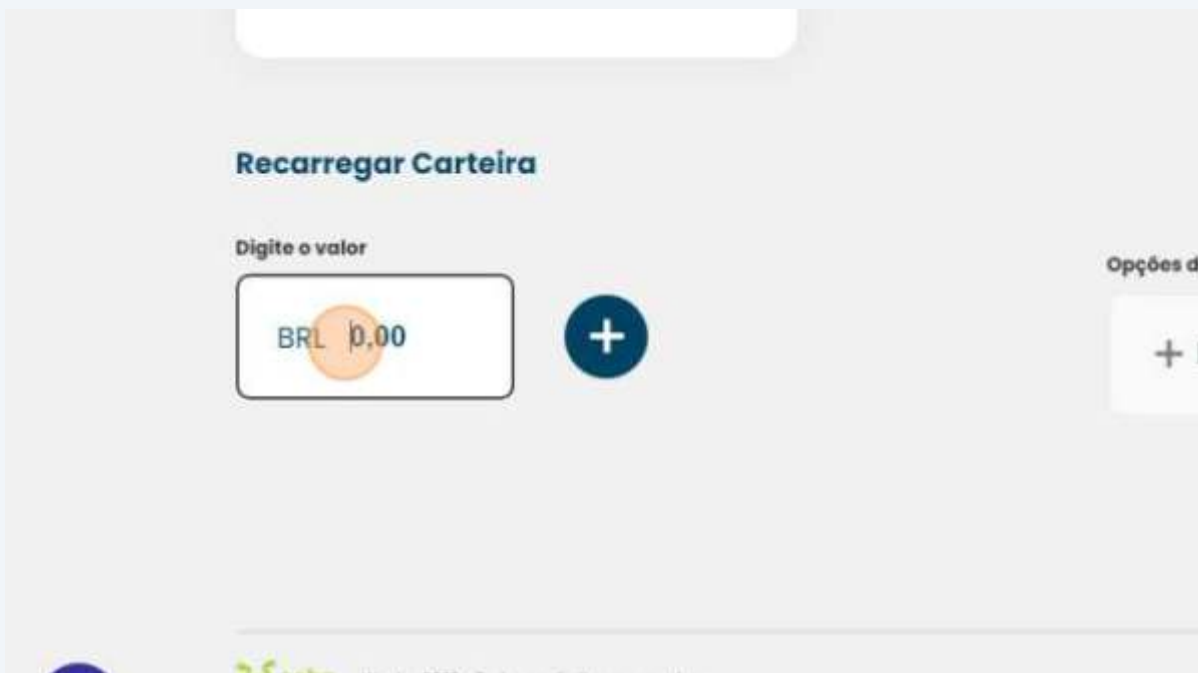 Recarregar Carteira
Digite o valor
BRL 0,00
+
Opções d
+